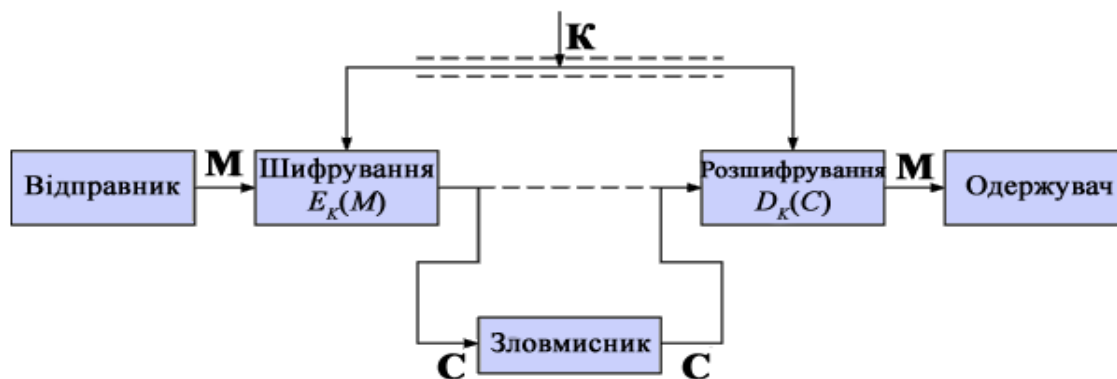 К
Відправник
М
Шифрування
E_K(M)
Розшифрування
D_K(C)
М
Одержувач
С
Зловмисник
С